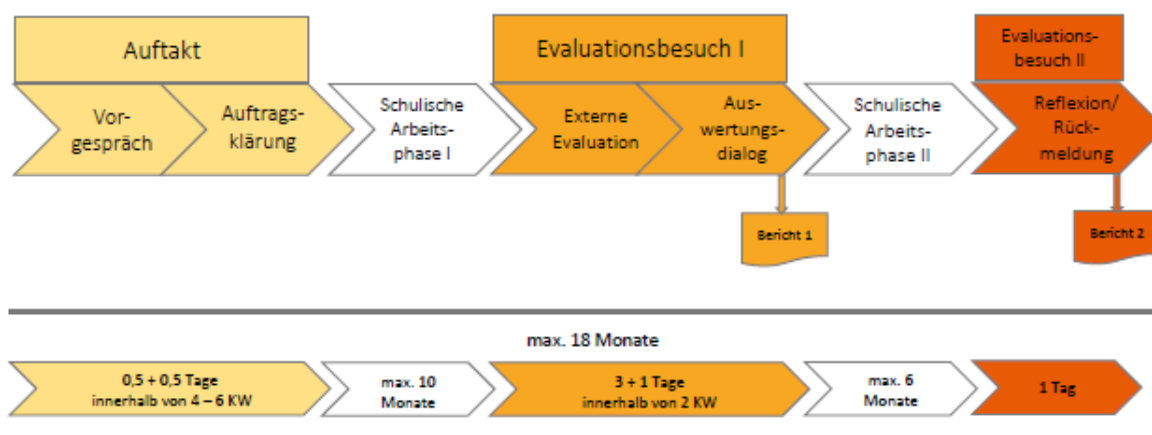 Auftakt
Evaluationsbesuch I
Evaluations-
besuch II
Vor-
gespräch
Auftrags-
klärung
Schulische
Arbeits-
phase I
Externe
Evaluation
Aus-
wertungs-
dialog
Schulische
Arbeits-
phase II
Reflexion/
Rück-
meldung
Bericht 1
Bericht 2
max. 18 Monate
0,5 + 0,5 Tage
innerhalb von 4 – 6 KW
max. 10
Monate
3 + 1 Tage
innerhalb von 2 KW
max. 6
Monate
1 Tag